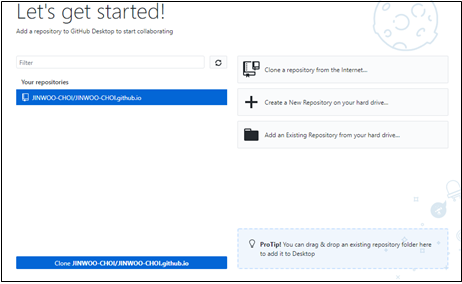 Let's get started!
Add a repository to GitHub Desktop to start collaborating
Filter
Your repositories
JINWOO-CHOI/JINWOO-CHOI.github.io
Clone JINWOO-CHOI/JINWOO-CHOI.github.io
Clone a repository from the Internet...
Create a New Repository on your hard drive...
Add an Existing Repository from your hard drive...
ProTip! You can drag & drop an existing repository folder here
to add it to Desktop